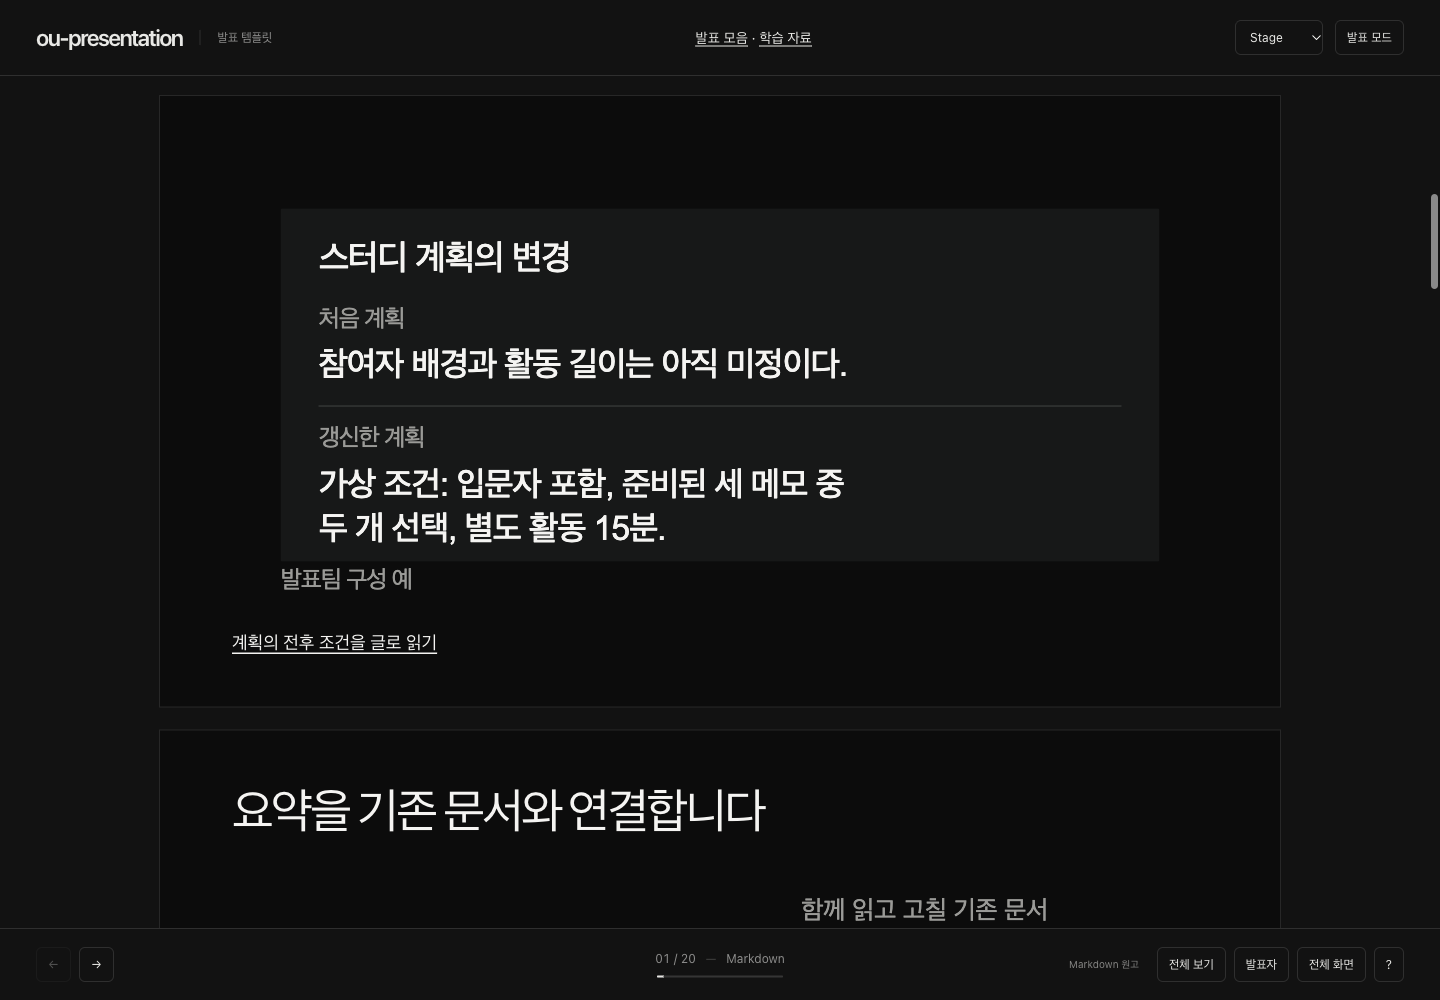 ou-presentation
발표 템플릿
발표 모음 · 학습 자료
Stage
발표 모드
스터디 계획의 변경
처음 계획
참여자 배경과 활동 길이는 아직 미정이다.
갱신한 계획
가상 조건: 입문자 포함, 준비된 세 메모 중
두 개 선택, 별도 활동 15분.
발표팀 구성 예
계획의 전후 조건을 글로 읽기
요약을 기존 문서와 연결합니다
함께 읽고 고칠 기존 문서
←
→
01 / 20 — Markdown
Markdown 원고
전체 보기
발표자
전체 화면
?